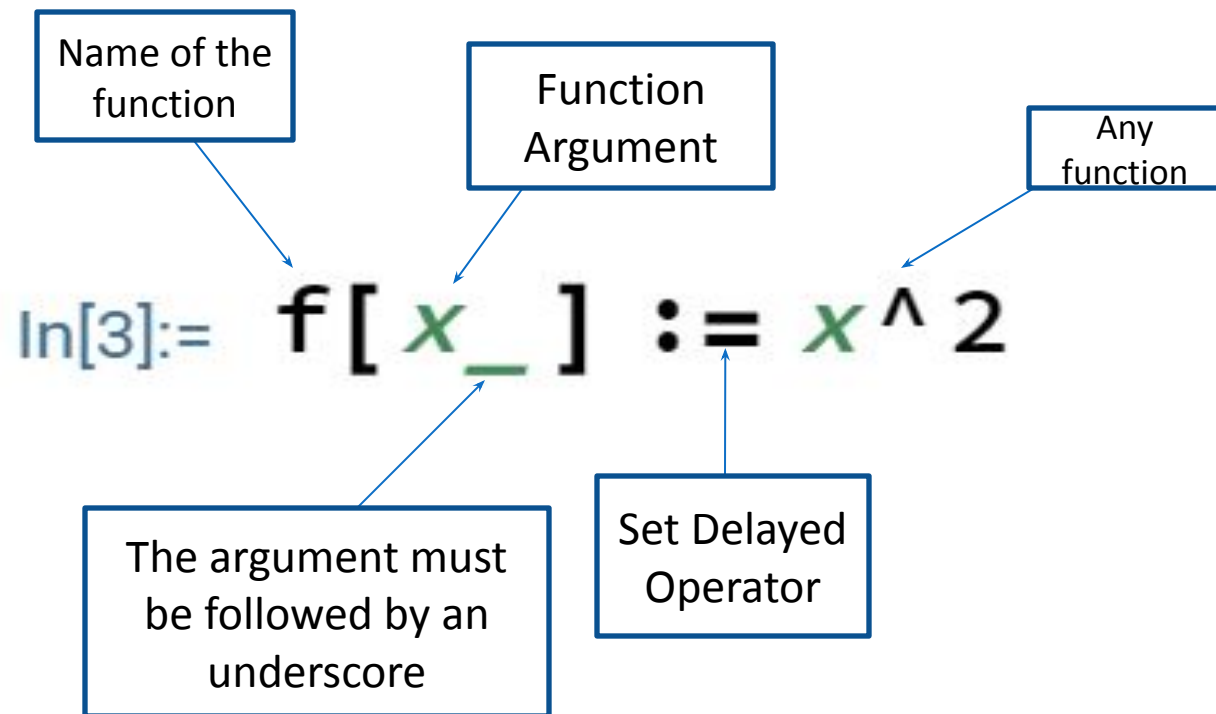 Name of the
function
Function
Argument
Any
function
In[3]:= f[x_] := x^2
The argument must
be followed by an
underscore
Set Delayed
Operator